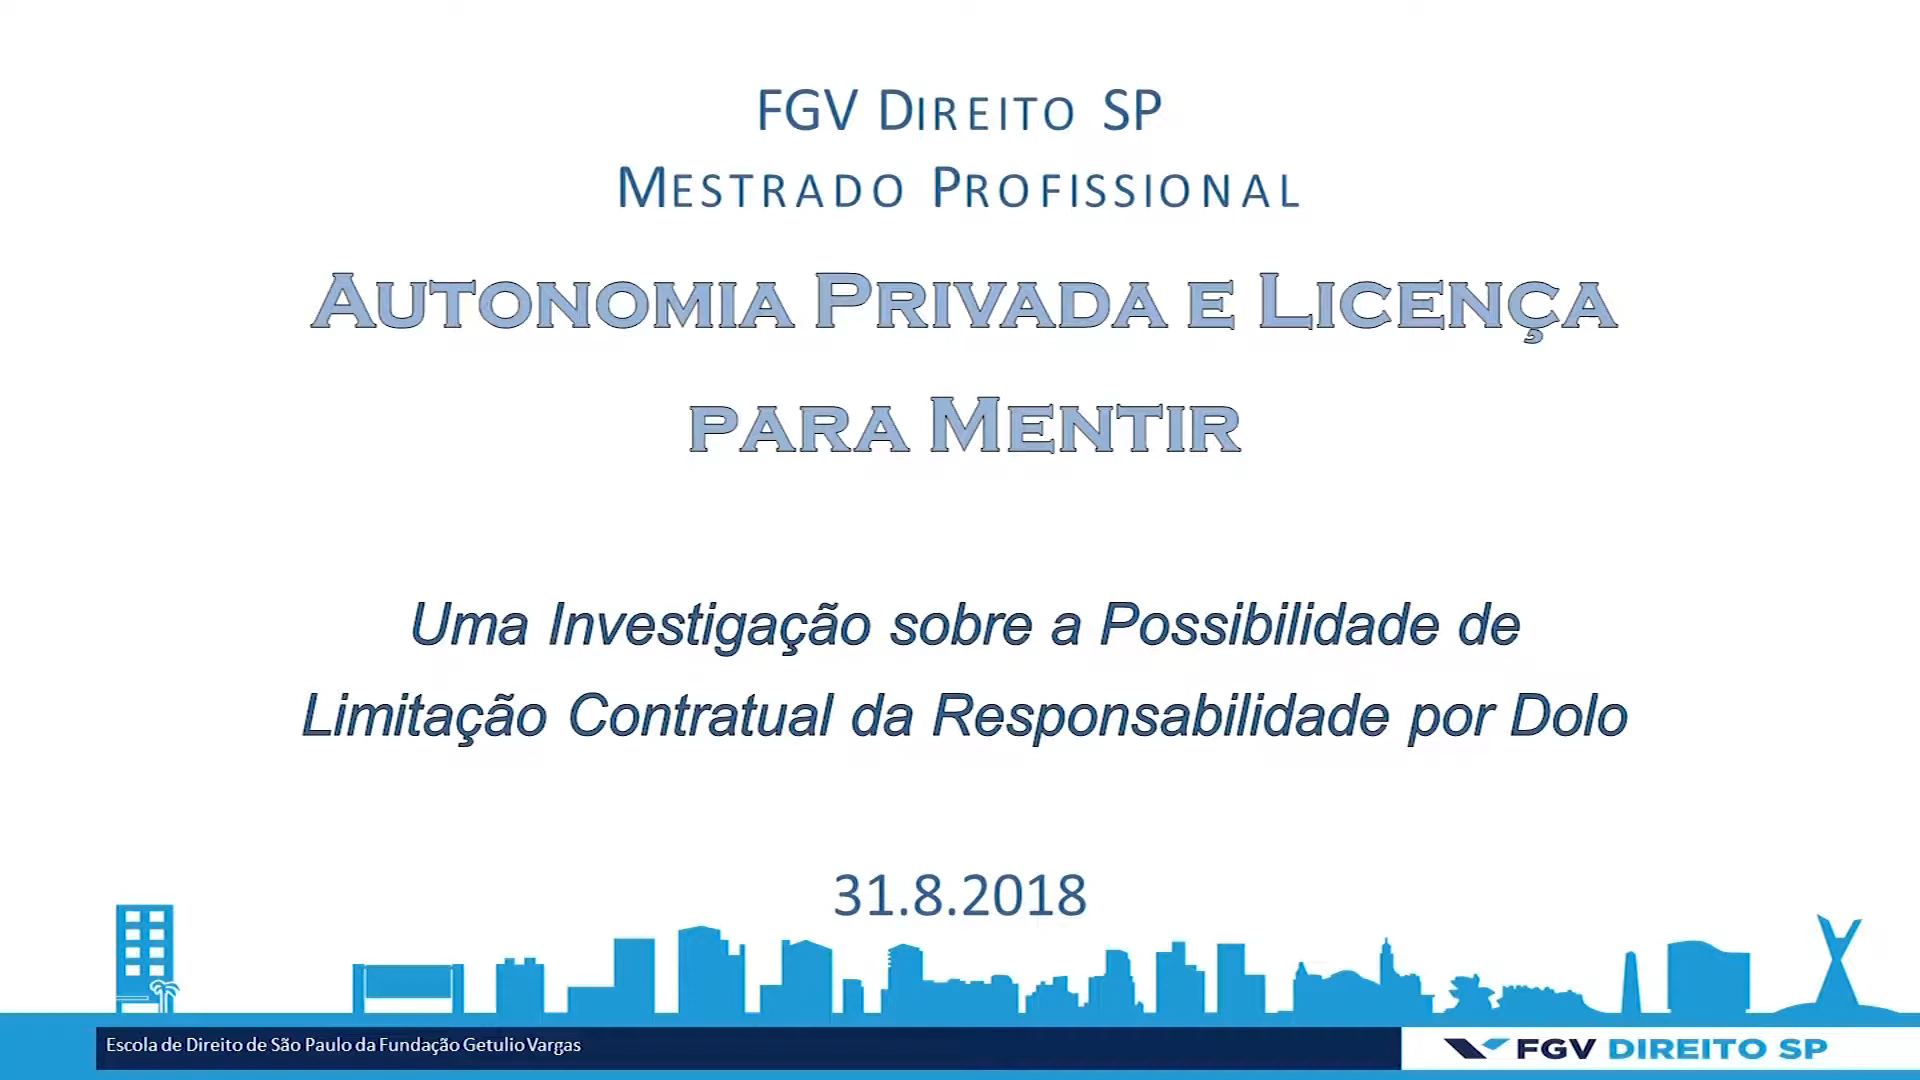 FGV DIREITO SP
MESTRADO PROFISSIONAL
AUTONOMIA PRIVADA E LICENÇA
PARA MENTIR
Uma Investigação sobre a Possibilidade de
Limitação Contratual da Responsabilidade por Dolo
31.8.2018
Escola de Direito de São Paulo da Fundação Getulio Vargas
FGV DIREITO SP